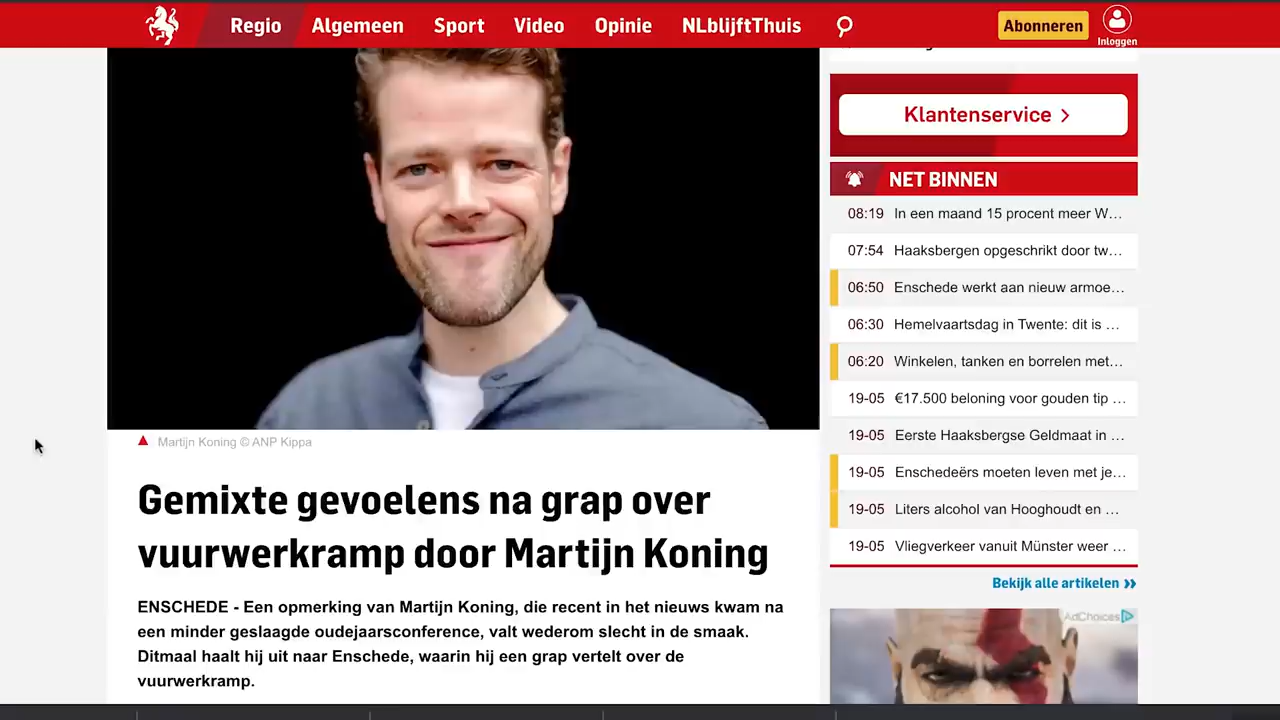 Regio Algemeen Sport Video Opinie NLblijftThuis Abonneren Inloggen
Klantenservice
NET BINNEN
08:19 In een maand 15 procent meer W...
07:54 Haaksbergen opgeschrikt door tw...
06:50 Enschede werkt aan nieuw armoe...
06:30 Hemelvaartsdag in Twente: dit is ...
06:20 Winkelen, tanken en borrelen met...
19-05 €17.500 beloning voor gouden tip ...
19-05 Eerste Haaksbergse Geldmaat in ...
19-05 Enschedeërs moeten leven met je...
19-05 Liters alcohol van Hooghoudt en ...
19-05 Vliegverkeer vanuit Münster weer ...
Bekijk alle artikelen
AdChoices
Martijn Koning © ANP Kippa
Gemixte gevoelens na grap over
vuurwerkramp door Martijn Koning
ENSCHEDE - Een opmerking van Martijn Koning, die recent in het nieuws kwam na
een minder geslaagde oudejaarsconference, valt wederom slecht in de smaak.
Ditmaal haalt hij uit naar Enschede, waarin hij een grap vertelt over de
vuurwerkramp.